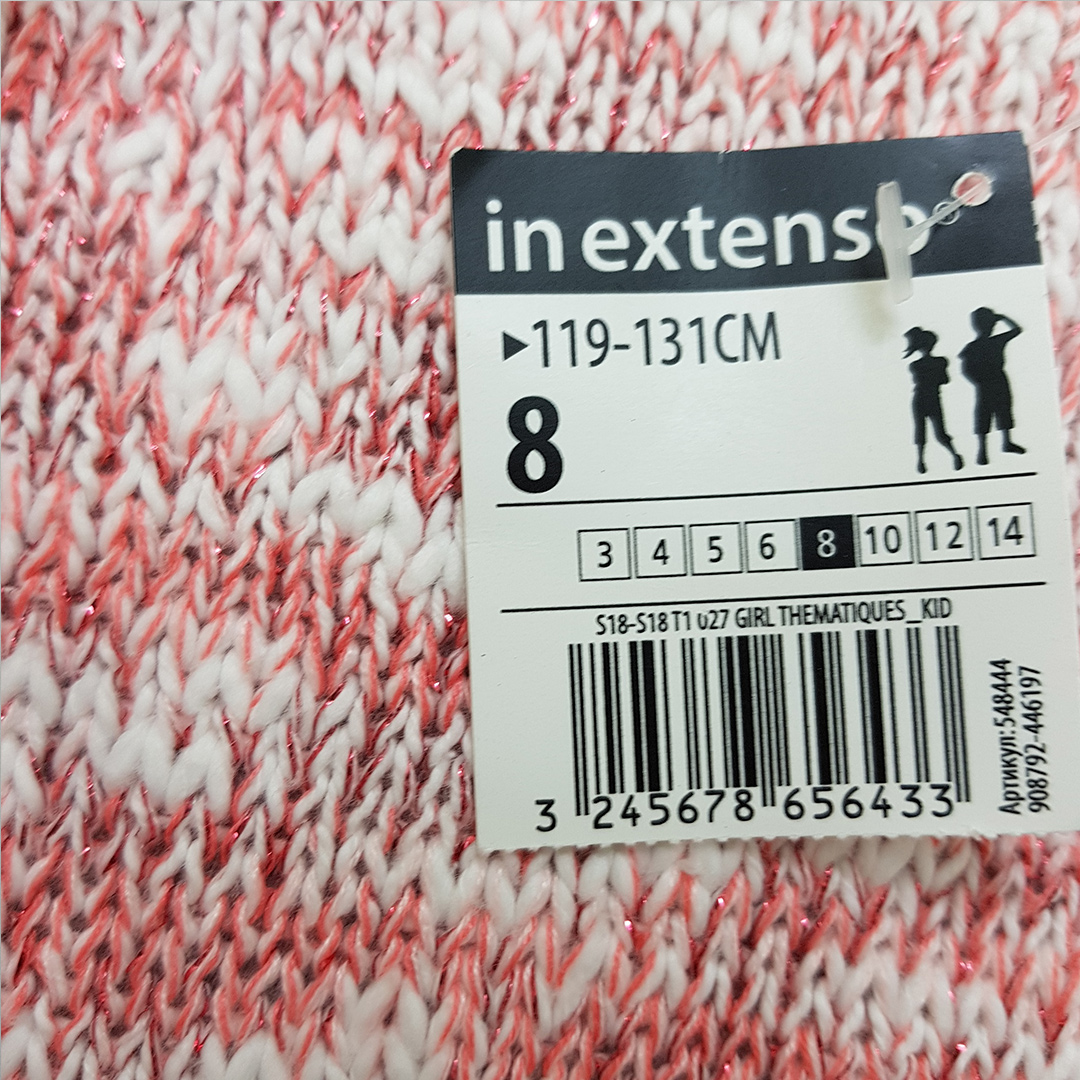 in extenso
▶119-131CM
8
3 4 5 6 8 10 12 14
S18-S18 T1 u27 GIRL THEMATIQUES_KID
3 245678 656433
Артикул:548444
908792-446197